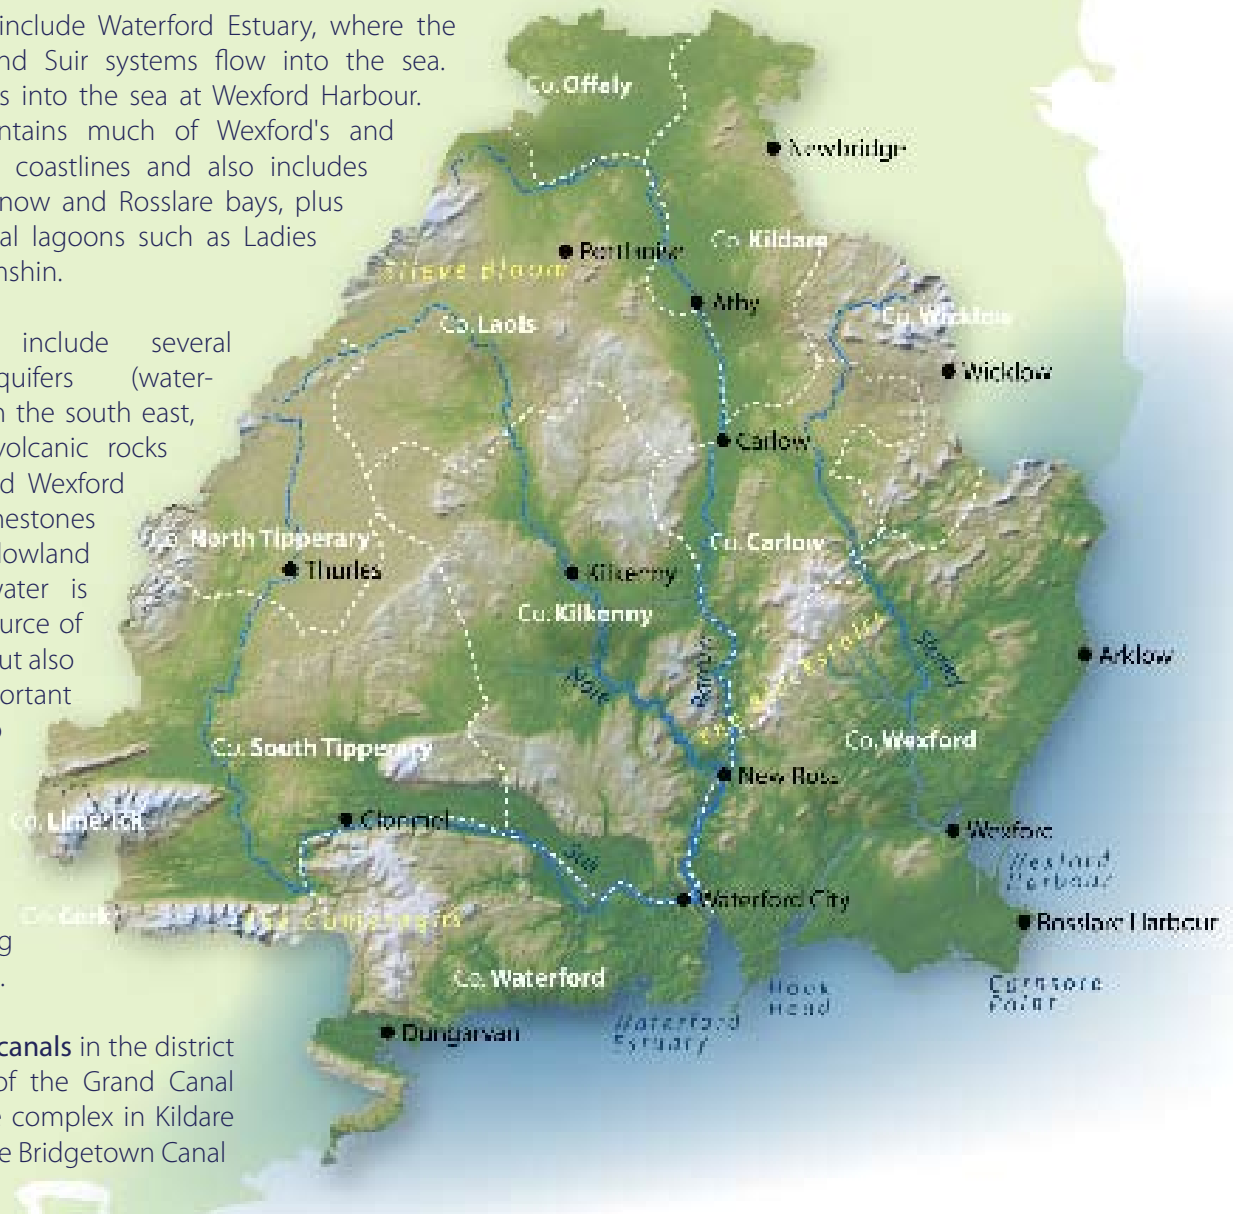 include Waterford Estuary, where the
nd Suir systems flow into the sea.
s into the sea at Wexford Harbour.
ntains much of Wexford's and
coastlines and also includes
now and Rosslare bays, plus
al lagoons such as Ladies
nshin.
include several
quifers (water-
n the south east,
volcanic rocks
d Wexford
nestones
lowland
vater is
urce of
ut also
portant
g
.
canals in the district
of the Grand Canal
e complex in Kildare
e Bridgetown Canal
Co. Offaly
Newbridge
Portlaoise
Co. Kildare
Slieve Bloom
Athy
Co. Laois
Co. Wicklow
Wicklow
Carlow
Co. North Tipperary
Thurles
Co. Carlow
Kilkenny
Co. Kilkenny
Slaney
Arklow
Barrow
Nore
Co. South Tipperary
Co. Wexford
New Ross
Co. Limerick
Clonmel
Wexford
Suir
Wexford
Harbour
Waterford City
Co. Cork
Rosslare Harbour
Co. Waterford
Hook
Head
Carnsore
Point
Waterford
Estuary
Dungarvan